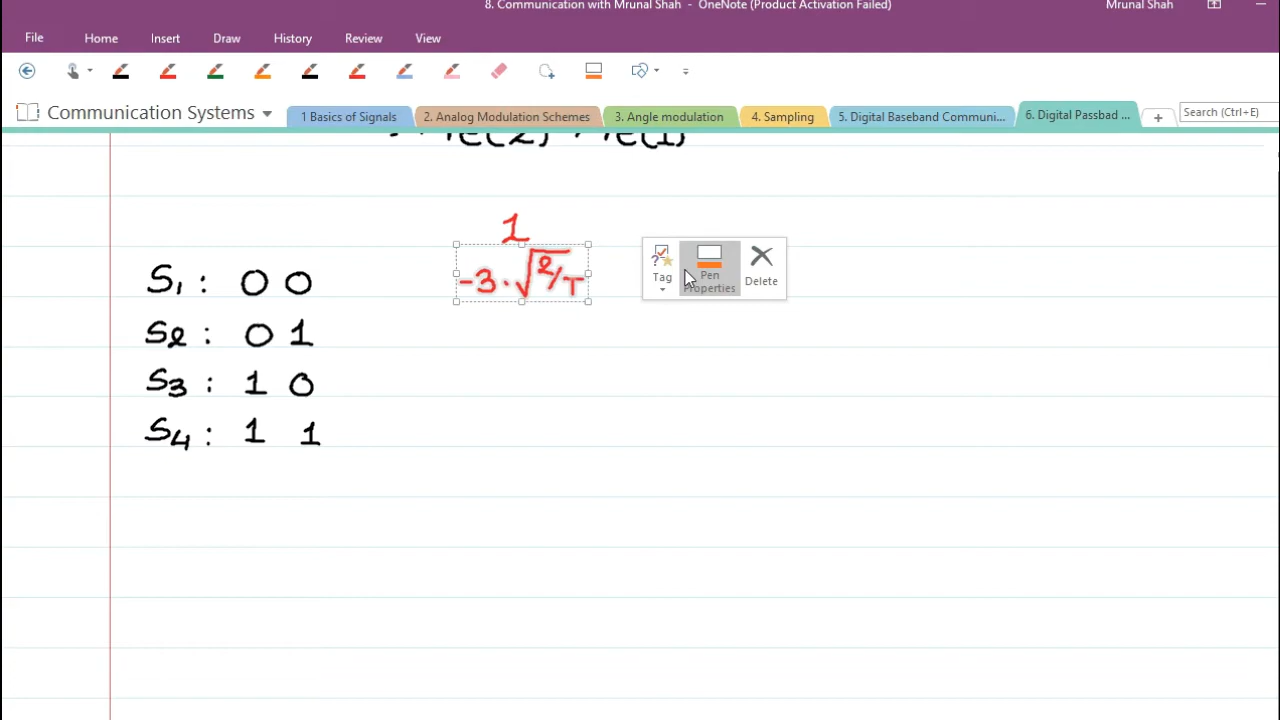 8. Communication with Mrunal Shah - OneNote (Product Activation Failed) Mrunal Shah
File Home Insert Draw History Review View
Communication Systems 1 Basics of Signals 2. Analog Modulation Schemes 3. Angle modulation 4. Sampling 5. Digital Baseband Communi... 6. Digital Passbad ... + Search (Ctrl+E)
1
-3·√2/T
Tag Pen Properties Delete
S1: 0 0
S2: 0 1
S3: 1 0
S4: 1 1